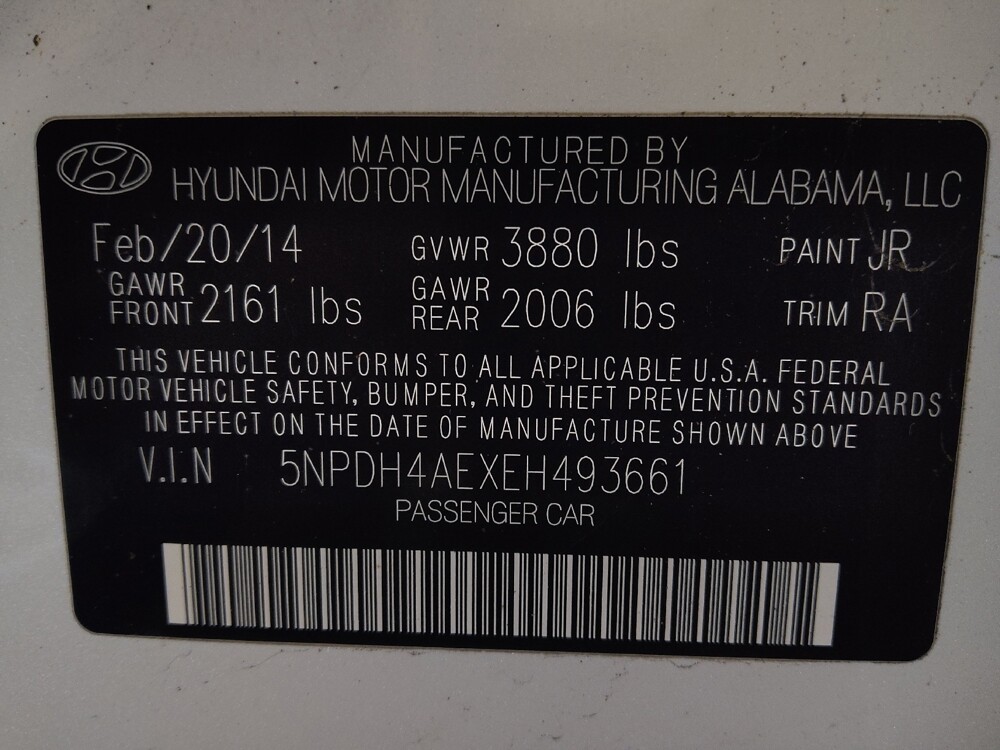 MANUFACTURED BY
HYUNDAI MOTOR MANUFACTURING ALABAMA, LLC
Feb/20/14 GVWR 3880 lbs PAINT JR
GAWR FRONT 2161 lbs GAWR REAR 2006 lbs TRIM RA
THIS VEHICLE CONFORMS TO ALL APPLICABLE U.S.A. FEDERAL
MOTOR VEHICLE SAFETY, BUMPER, AND THEFT PREVENTION STANDARDS
IN EFFECT ON THE DATE OF MANUFACTURE SHOWN ABOVE
V.I.N 5NPDH4AEXEH493661
PASSENGER CAR